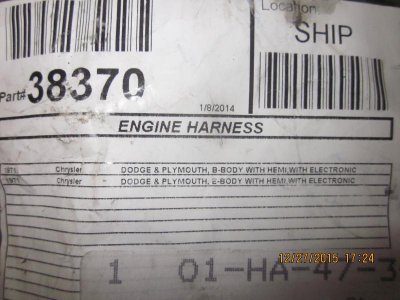 Location:
SHIP
Part# 38370
1/8/2014
ENGINE HARNESS
1971 Chrysler DODGE & PLYMOUTH, B-BODY WITH HEMI,WITH ELECTRONIC
Chrysler DODGE & PLYMOUTH, B-BODY WITH HEMI,WITH ELECTRONIC
12/27/2015 17:24
1 01-HA-47-3